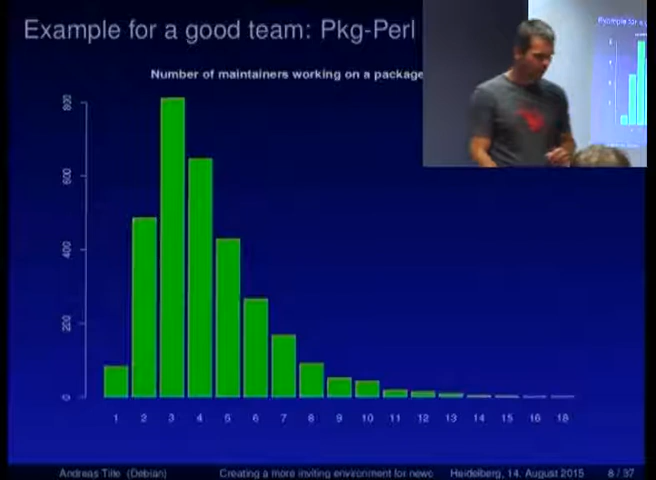 Example for a good team: Pkg-Perl
Number of maintainers working on a package
800
600
400
200
0
1 2 3 4 5 6 7 8 9 10 11 12 13 14 15 16 18
Andreas Tille (Debian) Creating a more inviting environment for newc Heidelberg, 14. August 2015 8 / 37